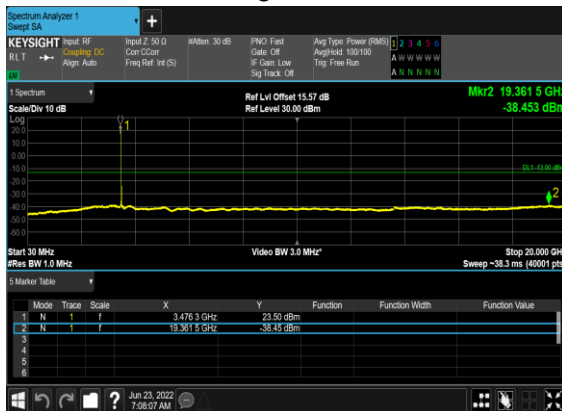 Spectrum Analyzer 1
Swept SA
KEYSIGHT Input: RF Input Z: 50 Ω #Atten: 30 dB PNO: Fast Avg Type: Power (RMS) 1 2 3 4 5 6
RLT Coupling: DC Corr CCorr Gate: Off Avg|Hold: 100/100 A W W W W W
Align: Auto Freq Ref: Int (S) IF Gain: Low Trig: Free Run A N N N N N
Sig Track: Off
1 Spectrum Ref Lvl Offset 15.57 dB Mkr2 19.361 5 GHz
Scale/Div 10 dB Ref Level 30.00 dBm -38.453 dBm
Log
20.0 1
10.0
0.00
-10.0 DL1 -13.00 dBm
-20.0
-30.0 2
-40.0
-50.0
-60.0
Start 30 MHz Video BW 3.0 MHz* Stop 20.000 GHz
#Res BW 1.0 MHz Sweep ~38.3 ms (40001 pts)
5 Marker Table
Mode Trace Scale X Y Function Function Width Function Value
1 N 1 f 3.476 3 GHz 23.50 dBm
2 N 1 f 19.361 5 GHz -38.45 dBm
3
4
5
6
? Jun 23, 2022
7:08:07 AM